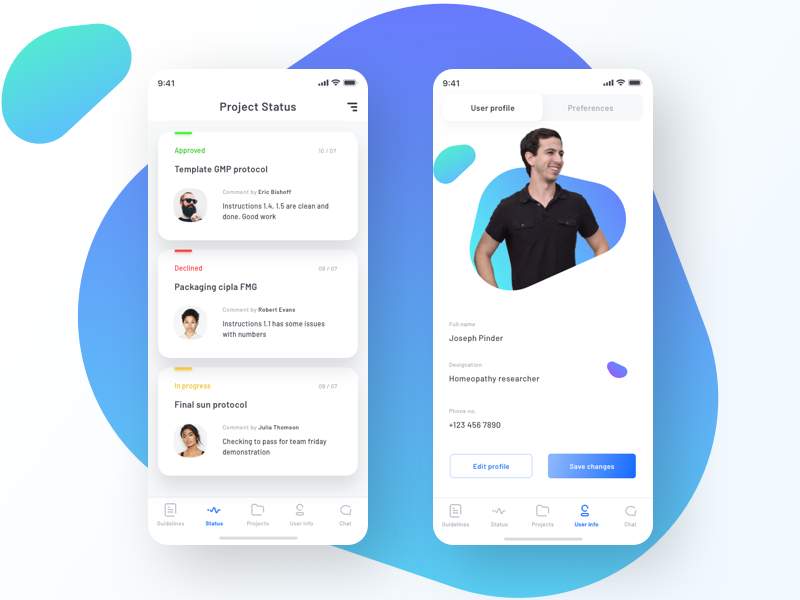 9:41
Project Status
Approved
10 / 07
Template GMP protocol
Comment by Eric Bishoff
Instructions 1.4, 1.5 are clean and
done. Good work
Declined
09 / 07
Packaging cipla FMG
Comment by Robert Evans
Instructions 1.1 has some issues
with numbers
In progress
09 / 07
Final sun protocol
Comment by Julia Thomson
Checking to pass for team friday
demonstration
Guidelines
Status
Projects
User info
Chat
9:41
User profile
Preferences
Full name
Joseph Pinder
Designation
Homeopathy researcher
Phone no.
+123 456 7890
Edit profile
Save changes
Guidelines
Status
Projects
User info
Chat